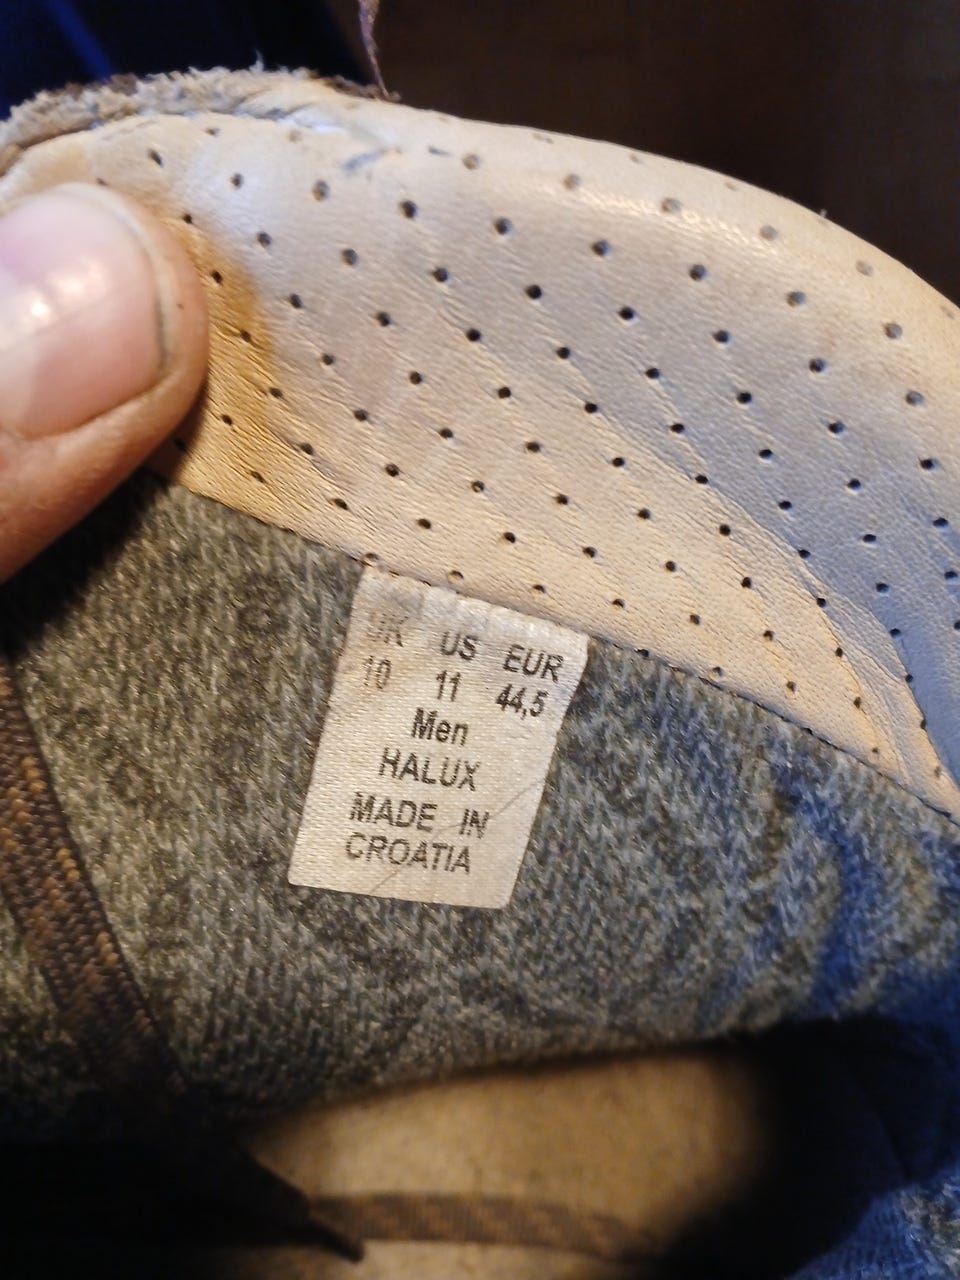 UK US EUR
10 11 44,5
Men
HALUX
MADE IN
CROATIA